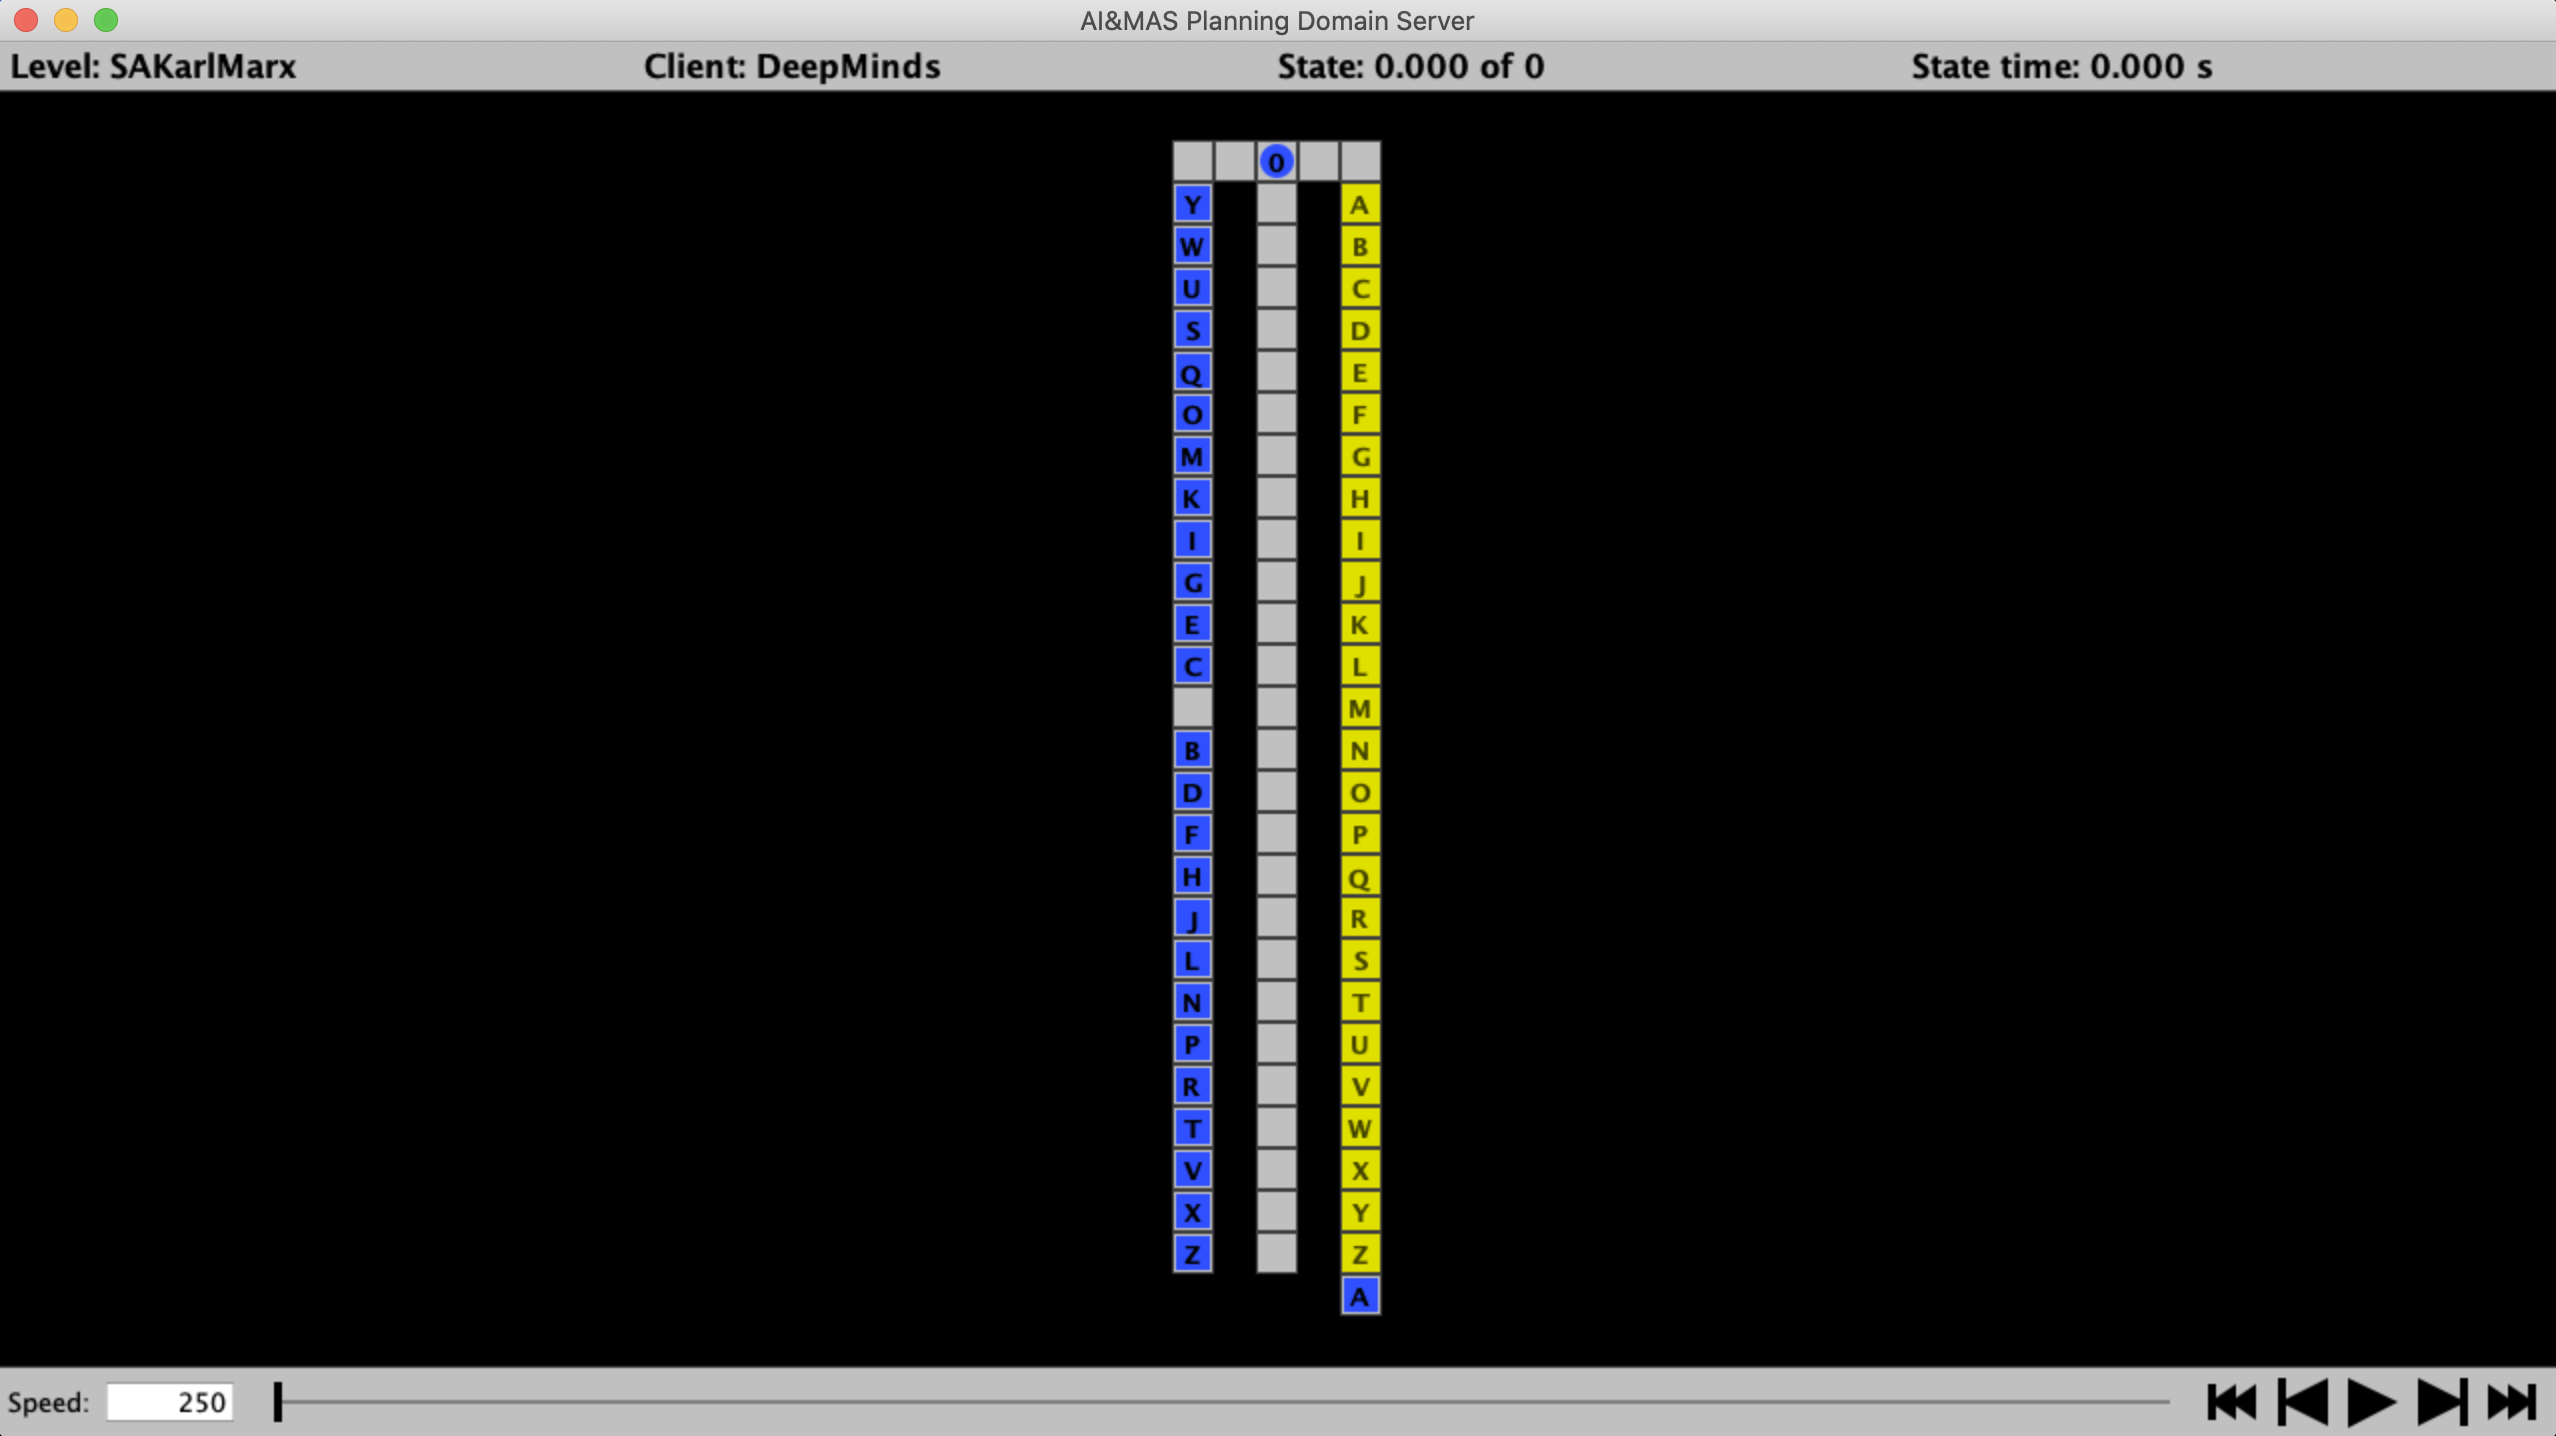 AI&MAS Planning Domain Server
Level: SAKarlMarx Client: DeepMinds State: 0.000 of 0 State time: 0.000 s
0
Y A
W B
U C
S D
Q E
O F
M G
K H
I I
G J
E K
C L
M
B N
D O
F P
H Q
J R
L S
N T
P U
R V
T W
V X
X Y
Z Z
A
Speed: 250